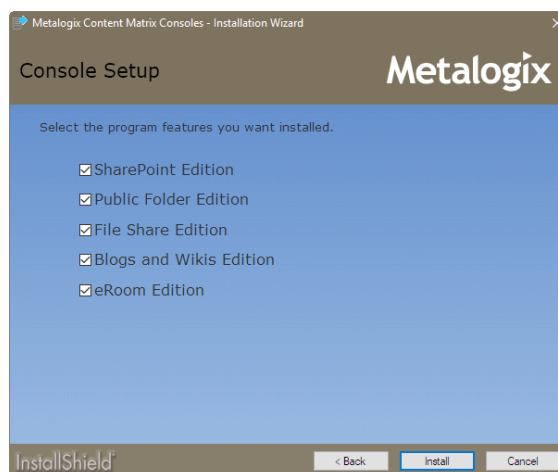 Metalogix Content Matrix Consoles - Installation Wizard
Console Setup
Metalogix
Select the program features you want installed.
SharePoint Edition
Public Folder Edition
File Share Edition
Blogs and Wikis Edition
eRoom Edition
InstallShield
< Back
Install
Cancel